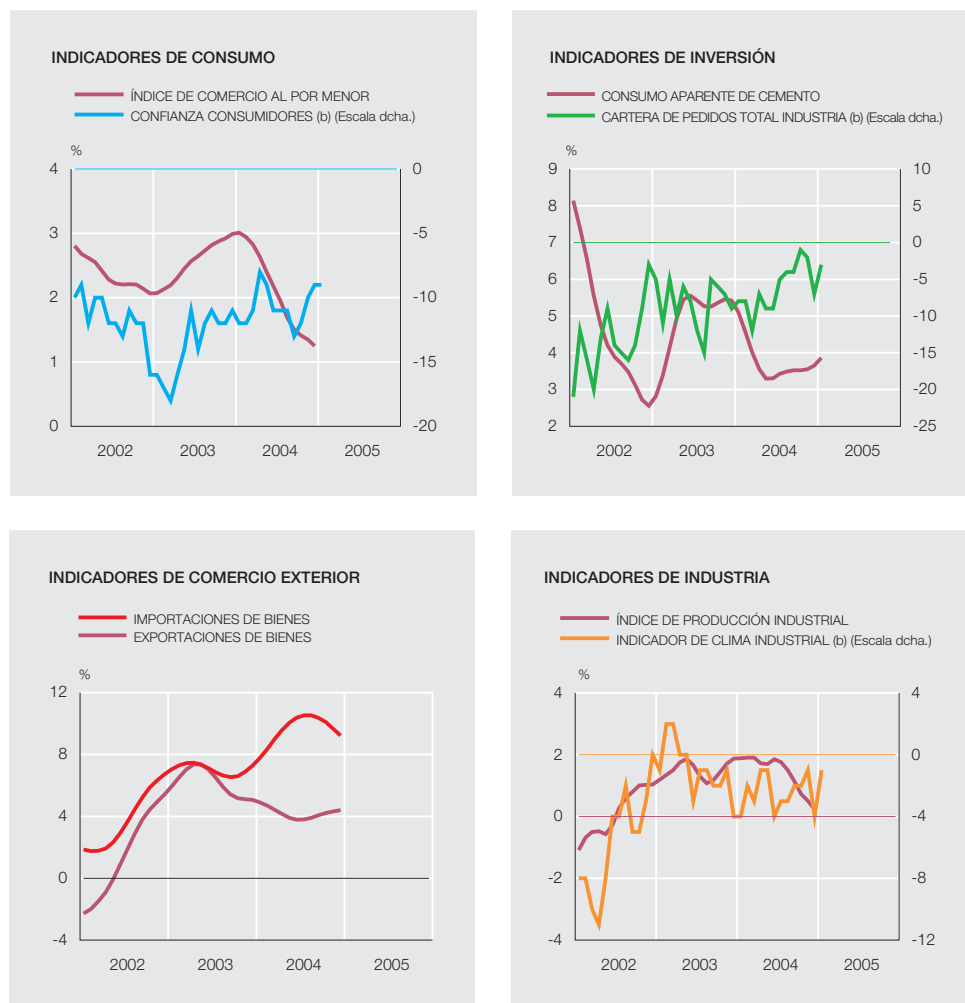 INDICADORES DE CONSUMO
ÍNDICE DE COMERCIO AL POR MENOR
CONFIANZA CONSUMIDORES (b) (Escala dcha.)
%
4
3
2
1
0
0
-5
-10
-15
-20
2002 2003 2004 2005
INDICADORES DE INVERSIÓN
CONSUMO APARENTE DE CEMENTO
CARTERA DE PEDIDOS TOTAL INDUSTRIA (b) (Escala dcha.)
%
9
8
7
6
5
4
3
2
10
5
0
-5
-10
-15
-20
-25
2002 2003 2004 2005
INDICADORES DE COMERCIO EXTERIOR
IMPORTACIONES DE BIENES
EXPORTACIONES DE BIENES
%
12
8
4
0
-4
2002 2003 2004 2005
INDICADORES DE INDUSTRIA
ÍNDICE DE PRODUCCIÓN INDUSTRIAL
INDICADOR DE CLIMA INDUSTRIAL (b) (Escala dcha.)
%
4
2
0
-2
-4
4
0
-4
-8
-12
2002 2003 2004 2005